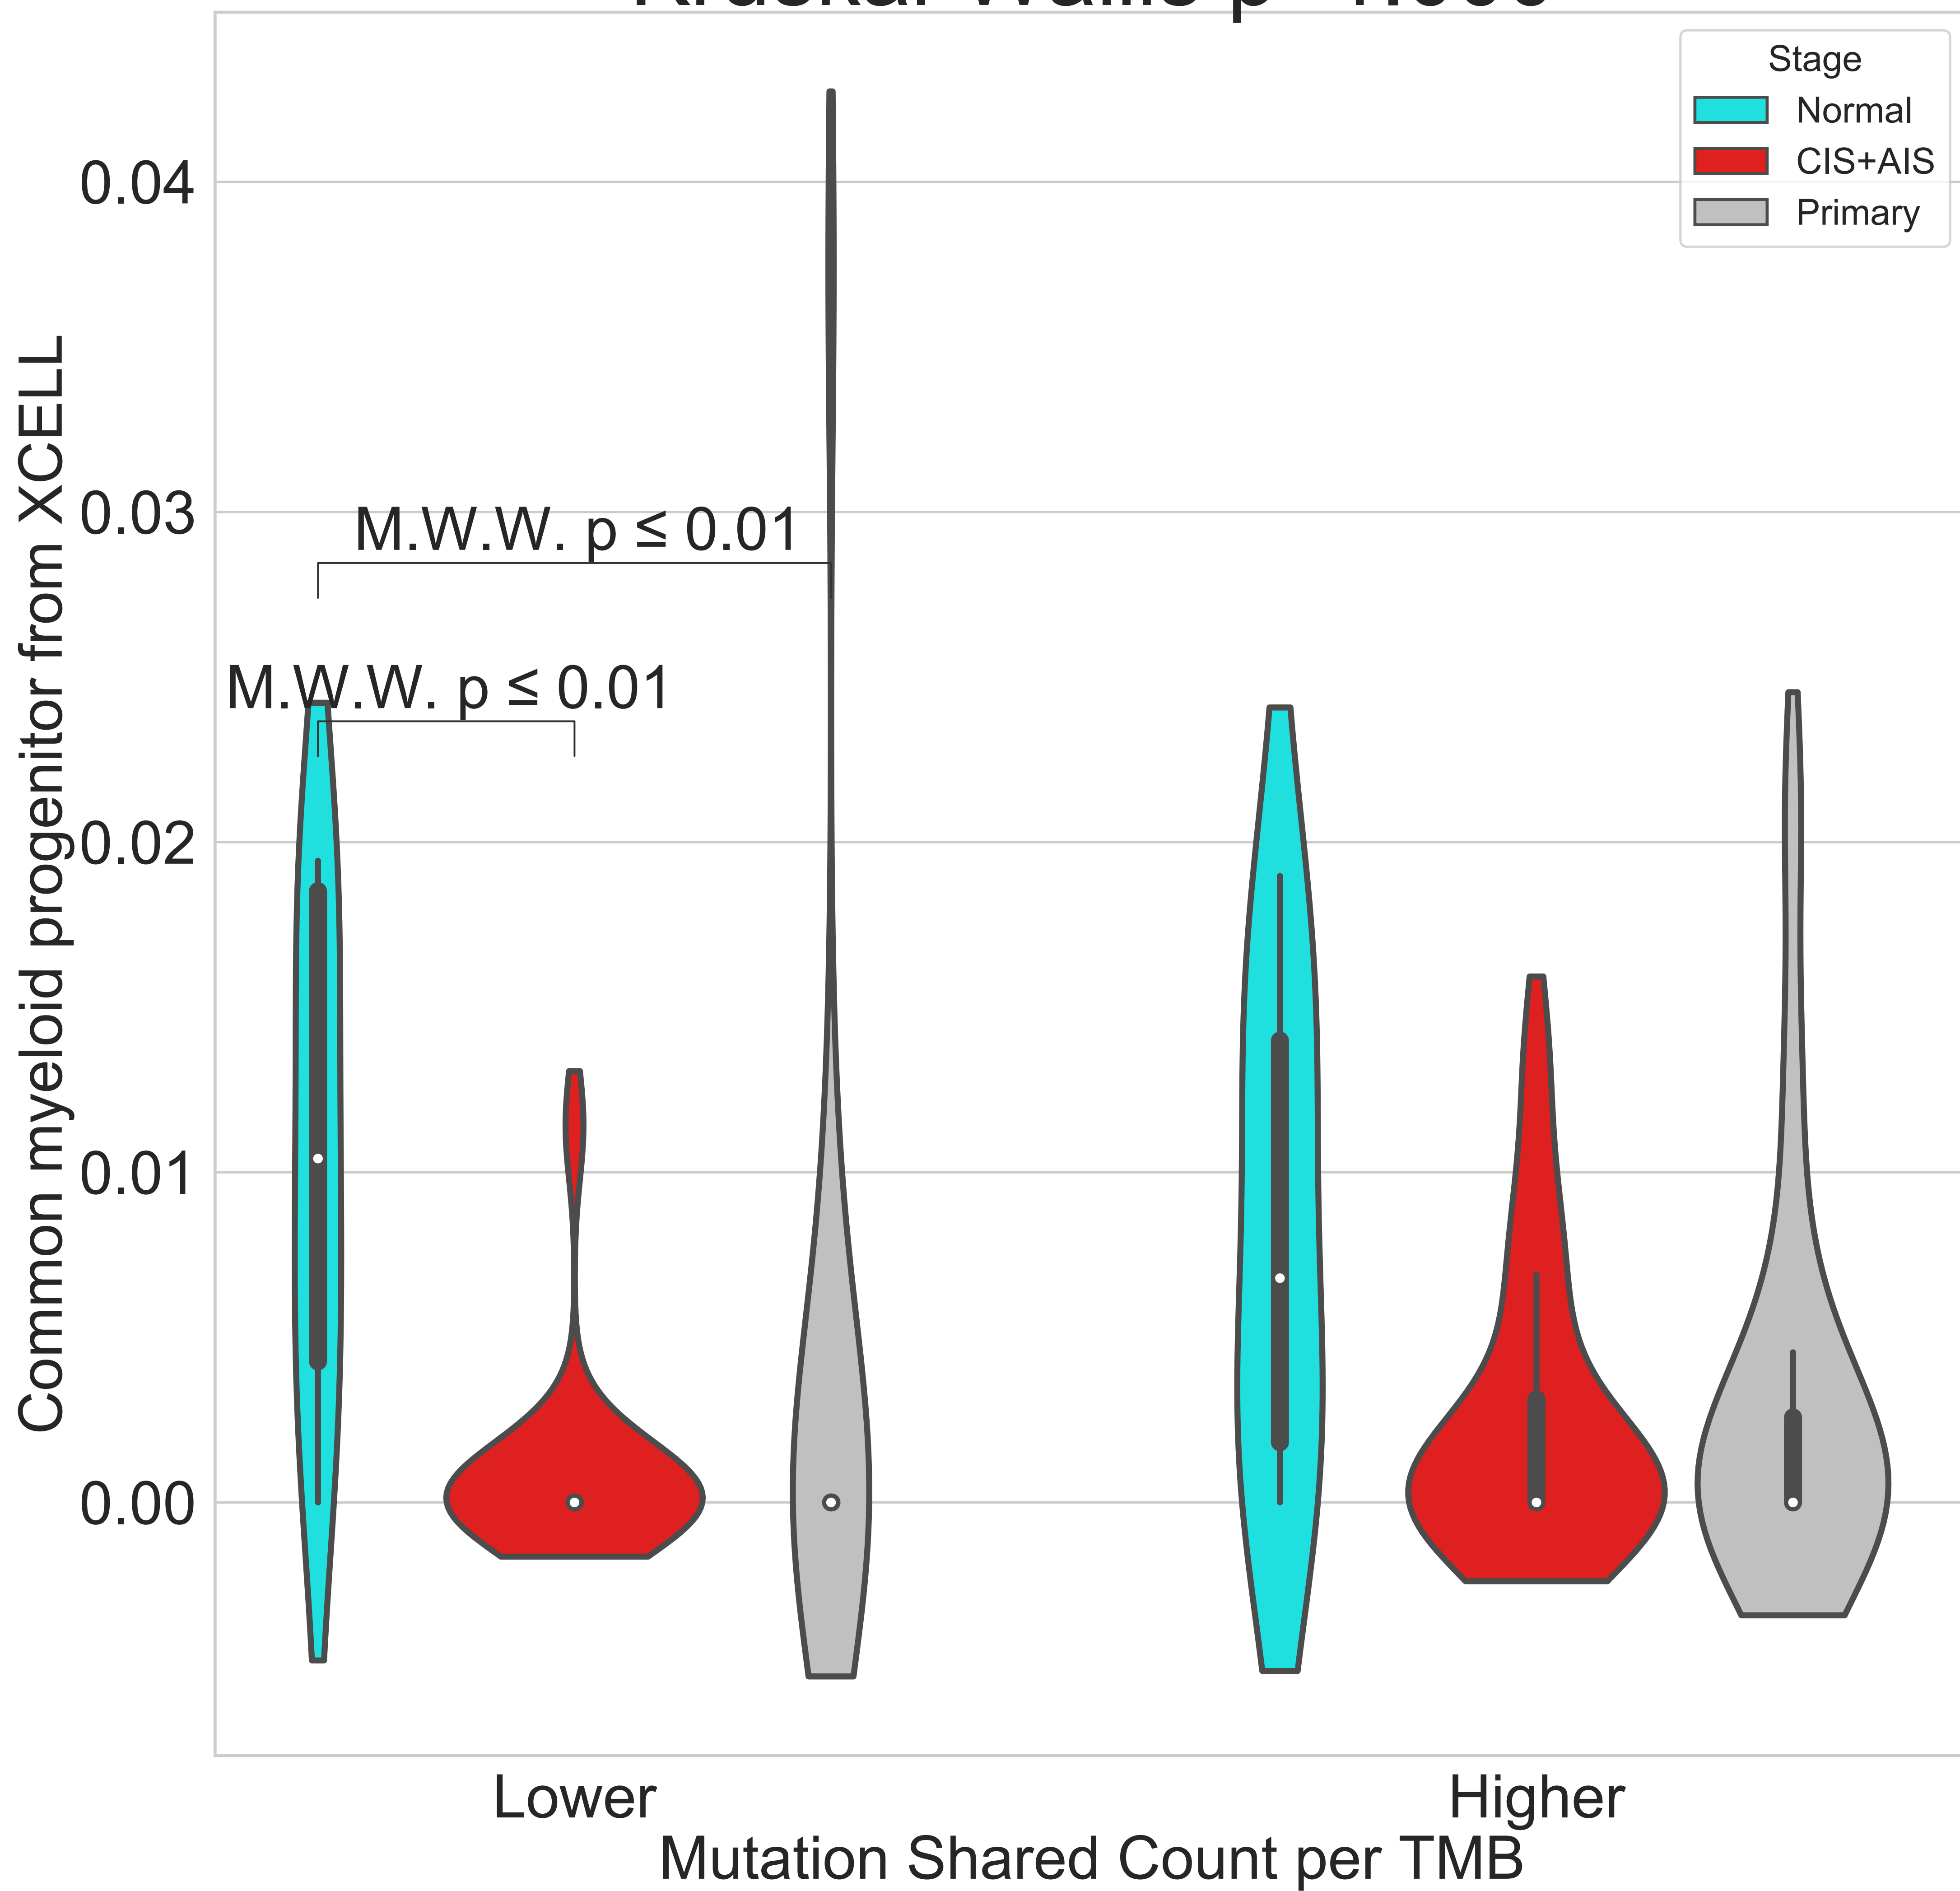 Stage
Normal
CIS+AIS
Primary
0.04
0.03
0.02
0.01
0.00
Common myeloid progenitor from XCELL
M.W.W. p ≤ 0.01
M.W.W. p ≤ 0.01
Lower
Higher
Mutation Shared Count per TMB